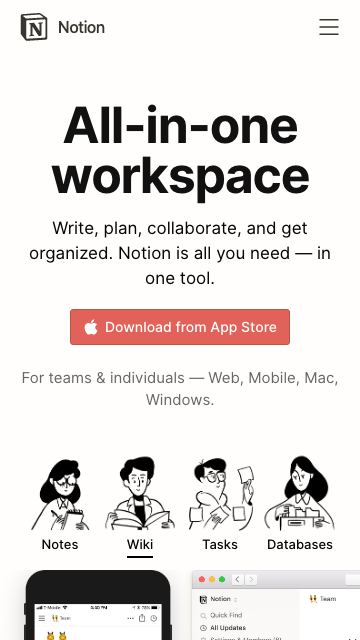 Notion
All-in-one
workspace
Write, plan, collaborate, and get
organized. Notion is all you need — in
one tool.
Download from App Store
For teams & individuals — Web, Mobile, Mac,
Windows.
Notes
Wiki
Tasks
Databases
Team
Notion
Team
Quick Find
All Updates